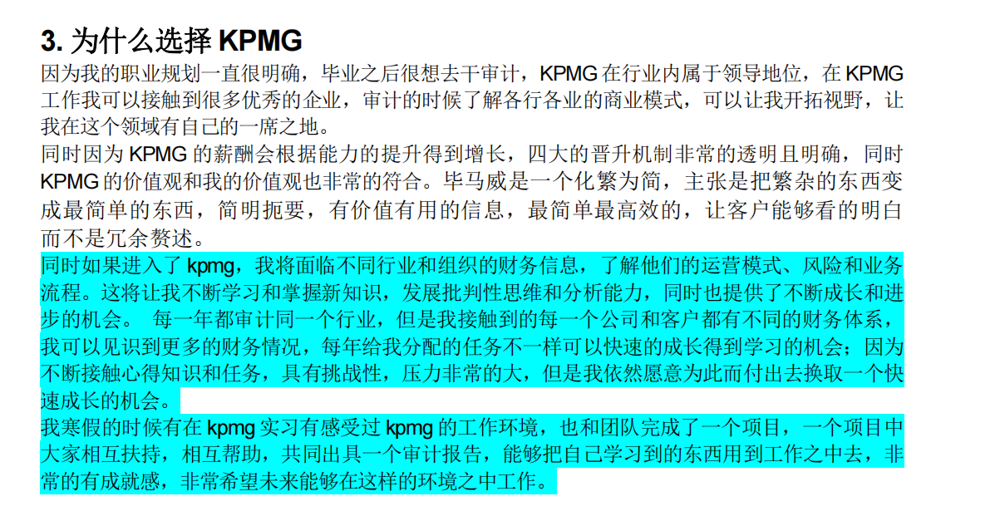 3. 为什么选择 KPMG
因为我的职业规划一直很明确，毕业之后很想去干审计，KPMG 在行业内属于领导地位，在 KPMG
工作我可以接触到很多优秀的企业，审计的时候了解各行各业的商业模式，可以让我开拓视野，让
我在这个领域有自己的一席之地。
同时因为 KPMG 的薪酬会根据能力的提升得到增长，四大的晋升机制非常的透明且明确，同时
KPMG 的价值观和我的价值观也非常的符合。毕马威是一个化繁为简，主张是把繁杂的东西变
成最简单的东西，简明扼要，有价值有用的信息，最简单最高效的，让客户能够看的明白
而不是冗余赘述。
同时如果进入了 kpmg，我将面临不同行业和组织的财务信息，了解他们的运营模式、风险和业务
流程。这将让我不断学习和掌握新知识，发展批判性思维和分析能力，同时也提供了不断成长和进
步的机会。 每一年都审计同一个行业，但是我接触到的每一个公司和客户都有不同的财务体系，
我可以见识到更多的财务情况，每年给我分配的任务不一样可以快速的成长得到学习的机会；因为
不断接触心得知识和任务，具有挑战性，压力非常的大，但是我依然愿意为此而付出去换取一个快
速成长的机会。
我寒假的时候有在 kpmg 实习有感受过 kpmg 的工作环境，也和团队完成了一个项目，一个项目中
大家相互扶持，相互帮助，共同出具一个审计报告，能够把自己学习到的东西用到工作之中去，非
常的有成就感，非常希望未来能够在这样的环境之中工作。